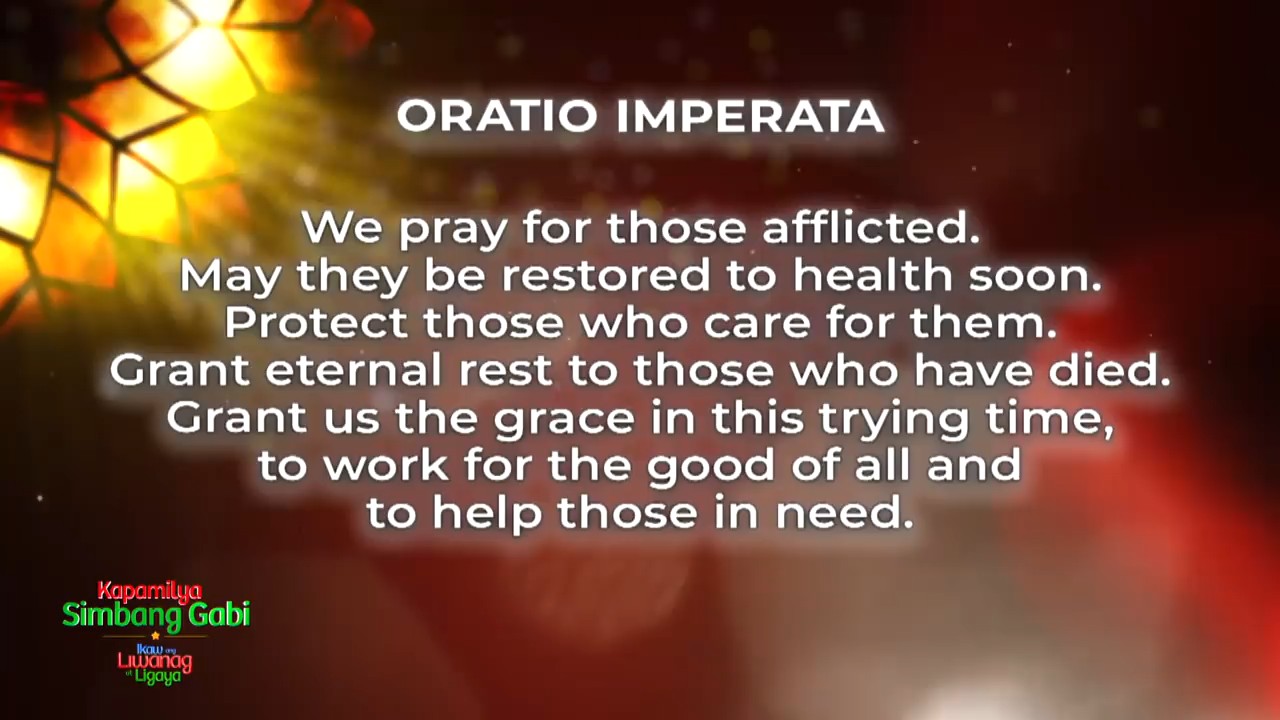 ORATIO IMPERATA
We pray for those afflicted.
May they be restored to health soon.
Protect those who care for them.
Grant eternal rest to those who have died.
Grant us the grace in this trying time,
to work for the good of all and
to help those in need.
Kapamilya
Simbang Gabi
Ikaw ang
Liwanag
at Ligaya